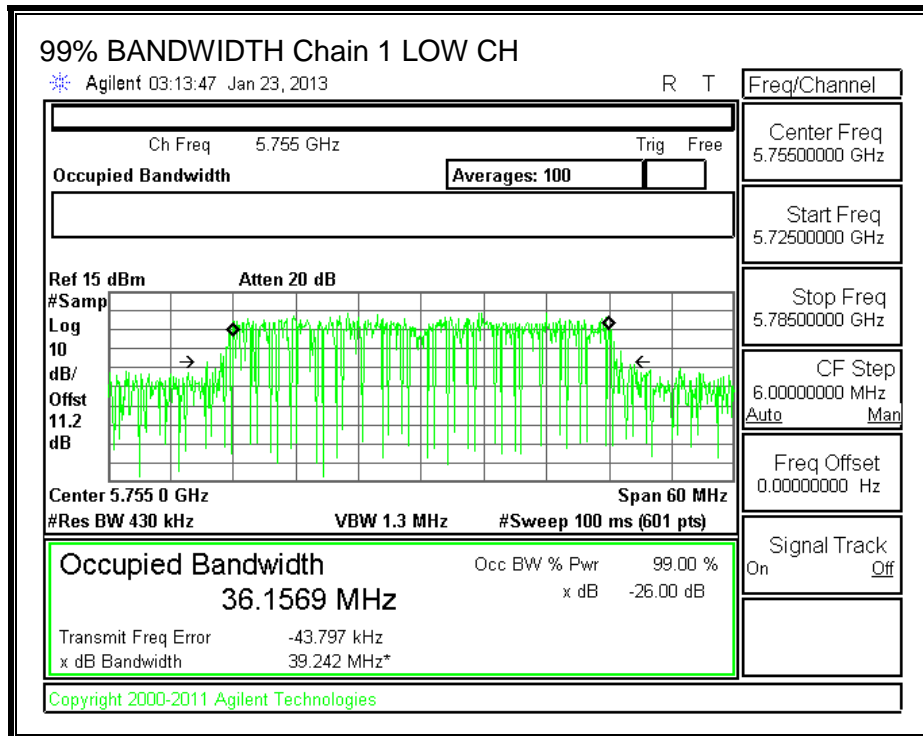 99% BANDWIDTH Chain 1 LOW CH
Agilent 03:13:47 Jan 23, 2013 R T
Ch Freq 5.755 GHz Trig Free
Occupied Bandwidth Averages: 100
Ref 15 dBm Atten 20 dB
#Samp
Log
10
dB/
Offst
11.2
dB
Center 5.755 0 GHz Span 60 MHz
#Res BW 430 kHz VBW 1.3 MHz #Sweep 100 ms (601 pts)
Occupied Bandwidth Occ BW % Pwr 99.00 %
36.1569 MHz x dB -26.00 dB
Transmit Freq Error -43.797 kHz
x dB Bandwidth 39.242 MHz*
Copyright 2000-2011 Agilent Technologies
Freq/Channel
Center Freq
5.75500000 GHz
Start Freq
5.72500000 GHz
Stop Freq
5.78500000 GHz
CF Step
6.00000000 MHz
Auto Man
Freq Offset
0.00000000 Hz
Signal Track
On Off